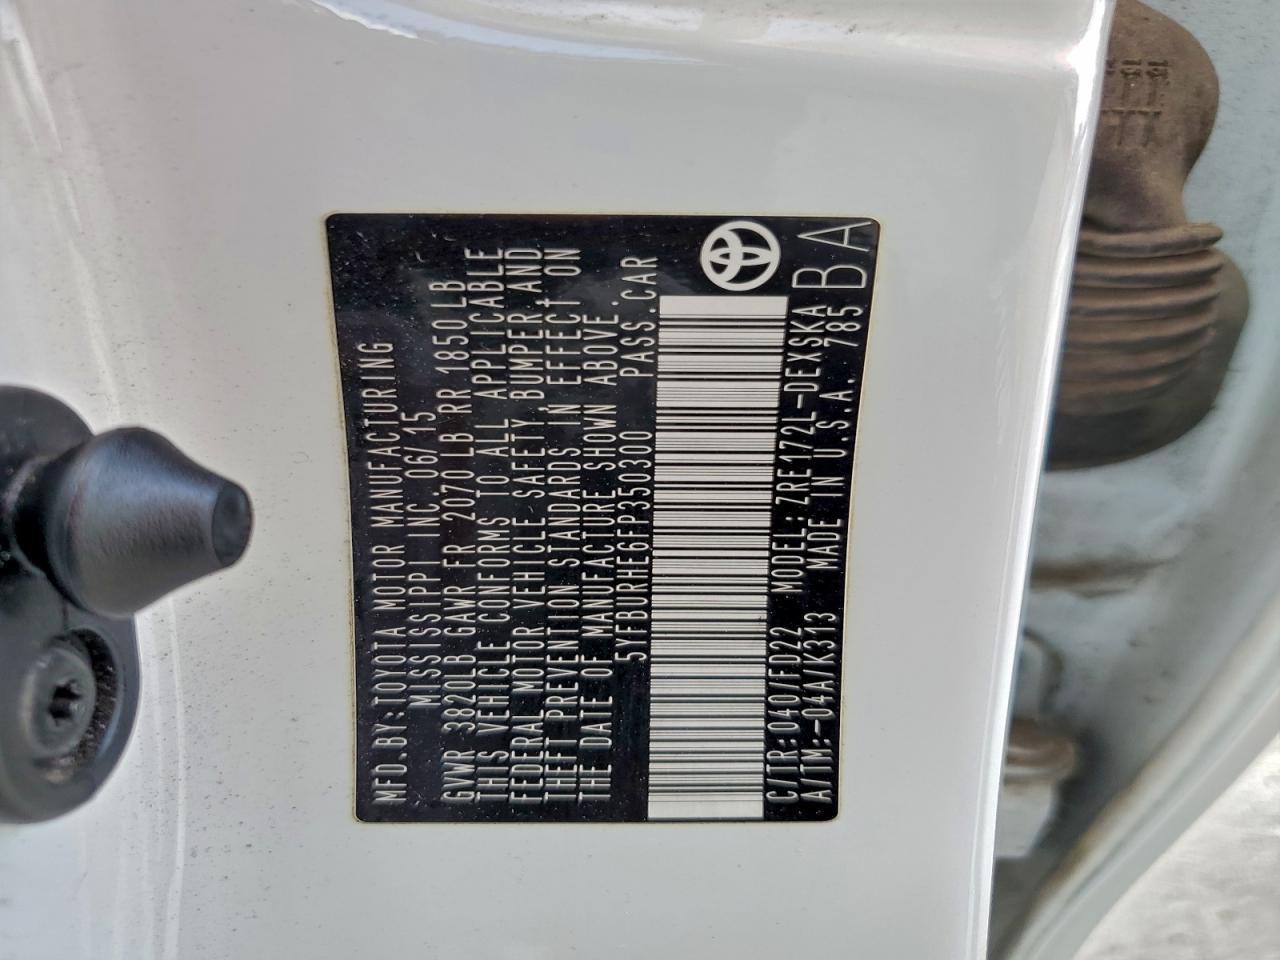 MFD.BY:TOYOTA MOTOR MANUFACTURING
MISSISSIPPI INC. 06/15
GVWR 3820LB GAWR FR 2070LB RR 1850LB
THIS VEHICLE CONFORMS TO ALL APPLICABLE
FEDERAL MOTOR VEHICLE SAFETY, BUMPER, AND
THEFT PREVENTION STANDARDS IN EFFECT ON
THE DATE OF MANUFACTURE SHOWN ABOVE.
5YFBURHE6FP350300 PASS.CAR
C/TR:040/FD22 MODEL:ZRE172L-DEXSKA
A/TM:-04A/K313 MADE IN U.S.A. 785
BA